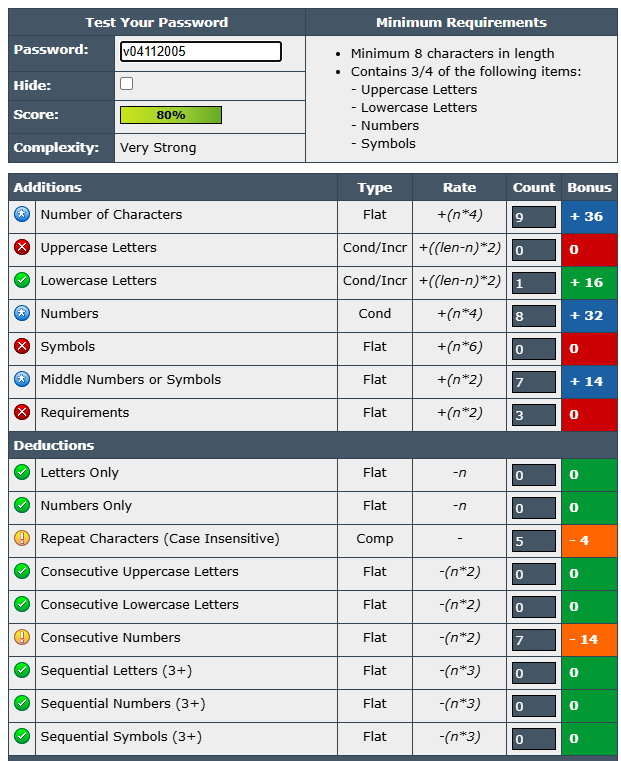 Test Your Password
Minimum Requirements
Password: v04112005
Hide:
Score: 80%
Complexity: Very Strong
• Minimum 8 characters in length
• Contains 3/4 of the following items:
- Uppercase Letters
- Lowercase Letters
- Numbers
- Symbols
Additions Type Rate Count Bonus
Number of Characters Flat +(n*4) 9 + 36
Uppercase Letters Cond/Incr +((len-n)*2) 0 0
Lowercase Letters Cond/Incr +((len-n)*2) 1 + 16
Numbers Cond +(n*4) 8 + 32
Symbols Flat +(n*6) 0 0
Middle Numbers or Symbols Flat +(n*2) 7 + 14
Requirements Flat +(n*2) 3 0
Deductions
Letters Only Flat -n 0 0
Numbers Only Flat -n 0 0
Repeat Characters (Case Insensitive) Comp - 5 - 4
Consecutive Uppercase Letters Flat -(n*2) 0 0
Consecutive Lowercase Letters Flat -(n*2) 0 0
Consecutive Numbers Flat -(n*2) 7 - 14
Sequential Letters (3+) Flat -(n*3) 0 0
Sequential Numbers (3+) Flat -(n*3) 0 0
Sequential Symbols (3+) Flat -(n*3) 0 0